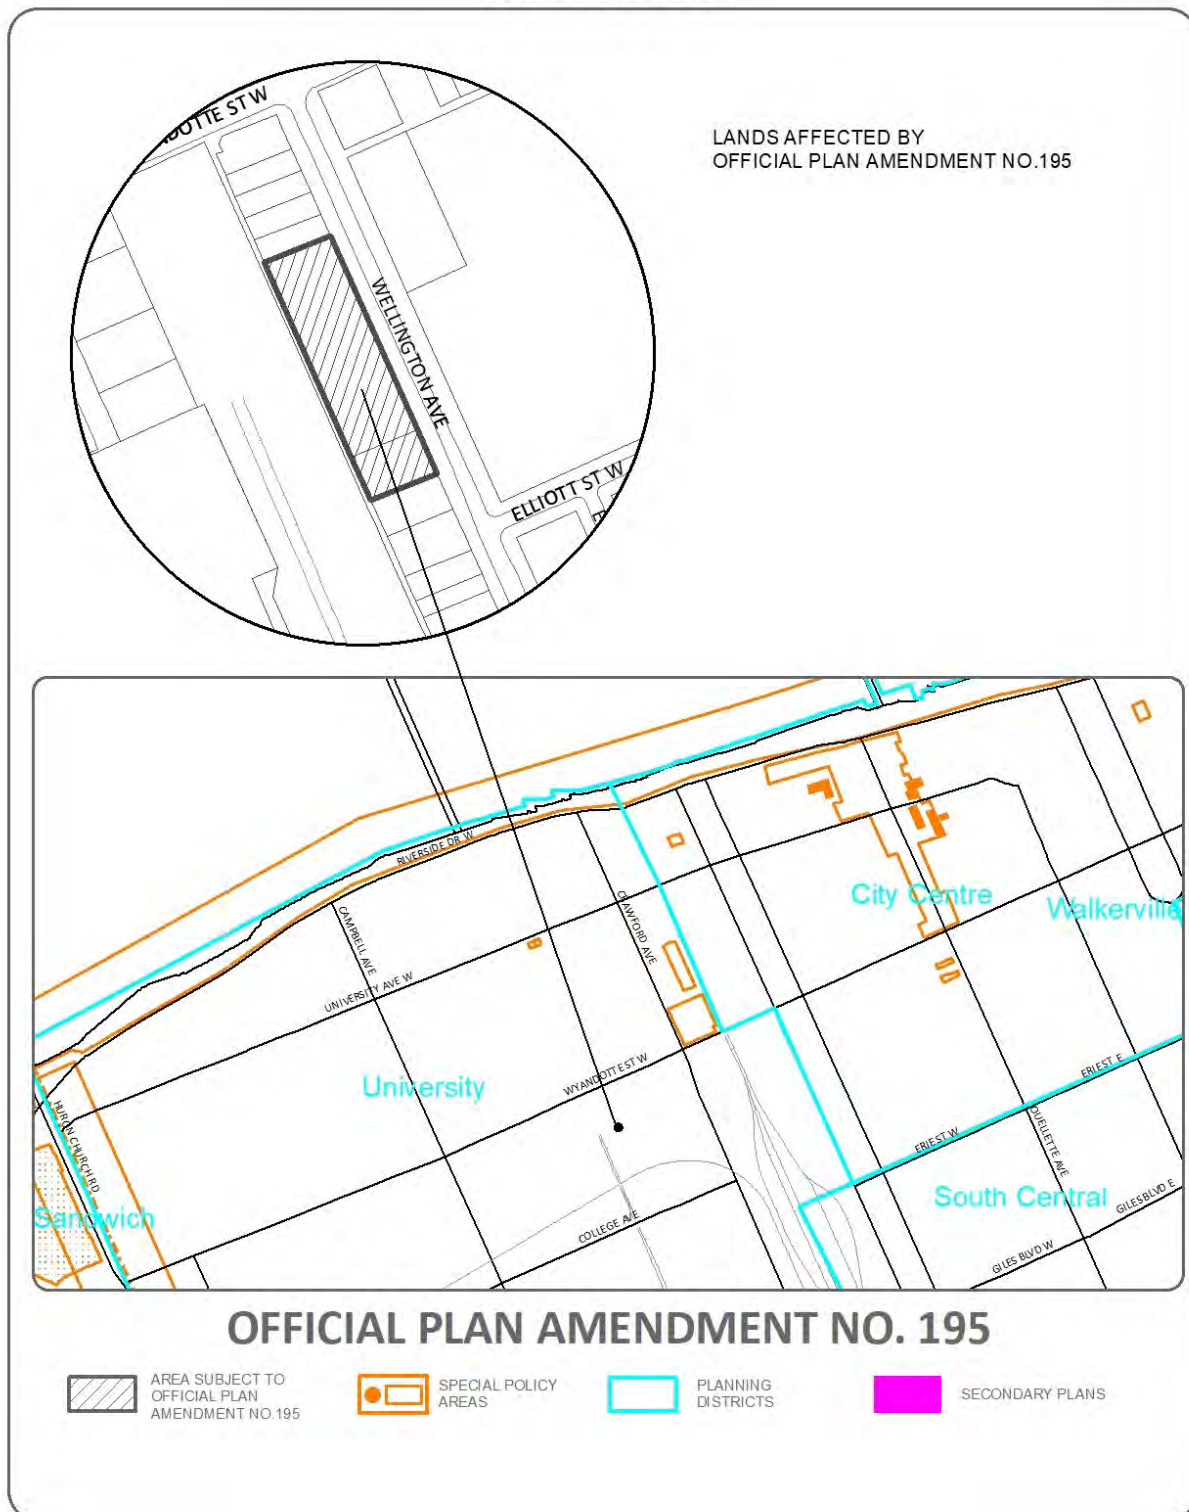 WELLINGTON AVE
ELLIOTT ST W
LANDS AFFECTED BY
OFFICIAL PLAN AMENDMENT NO.195
RIVERSIDE DR W
CAMPBELL AVE
UNIVERSITY AVE W
CRAWFORD AVE
City Centre
Walkerville
University
WYANDOTTE ST W
HURON CHURCH RD
Sandwich
COLLEGE AVE
ERIE ST E
ERIE ST W
OUELLETTE AVE
South Central
GILES BLVD E
GILES BLVD W
OFFICIAL PLAN AMENDMENT NO. 195
AREA SUBJECT TO
OFFICIAL PLAN
AMENDMENT NO.195
SPECIAL POLICY
AREAS
PLANNING
DISTRICTS
SECONDARY PLANS